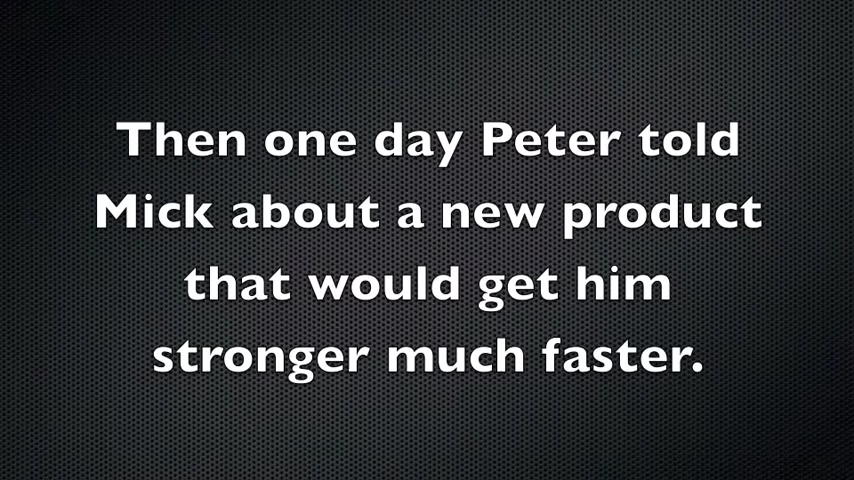 Then one day Peter told
Mick about a new product
that would get him
stronger much faster.